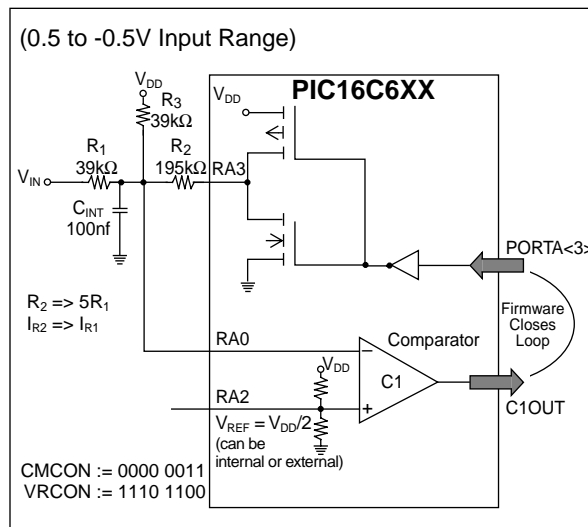 (0.5 to -0.5V Input Range)
PIC16C6XX
VDD
R3
39kΩ
VDD
R1
39kΩ
R2
195kΩ
RA3
VIN
CINT
100nf
PORTA<3>
R2 => 5R1
IR2 => IR1
Firmware
Closes
Loop
RA0
Comparator
−
C1
+
VDD
RA2
VREF = VDD/2
(can be
internal or external)
C1OUT
CMCON := 0000 0011
VRCON := 1110 1100